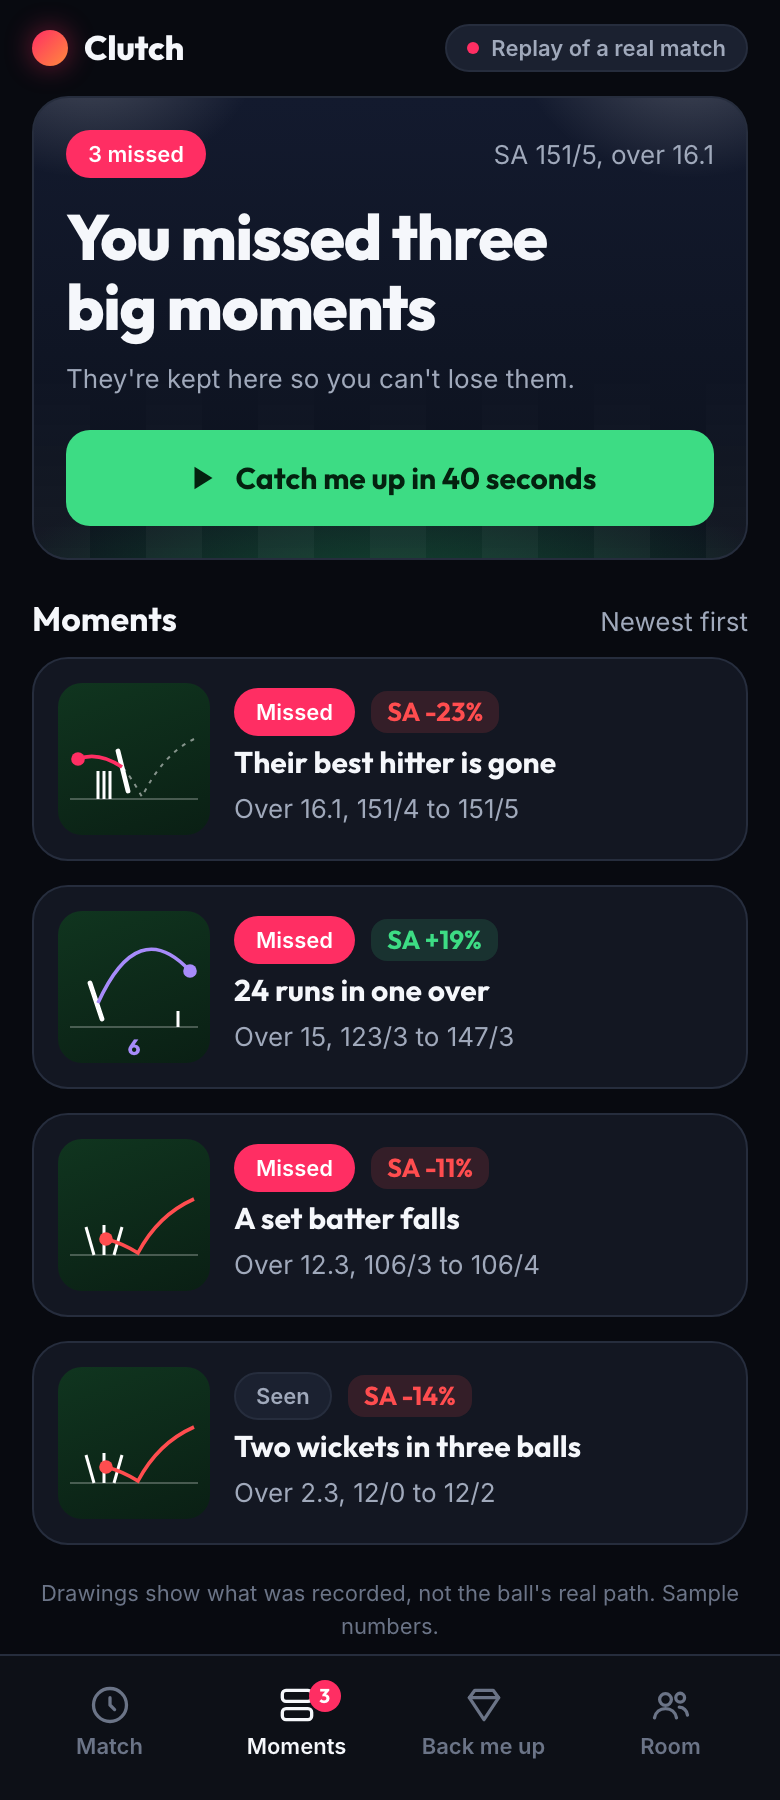 Clutch
Replay of a real match
3 missed
SA 151/5, over 16.1
You missed three
big moments
They're kept here so you can't lose them.
Catch me up in 40 seconds
Moments
Newest first
Missed
SA -23%
Their best hitter is gone
Over 16.1, 151/4 to 151/5
Missed
SA +19%
24 runs in one over
Over 15, 123/3 to 147/3
6
Missed
SA -11%
A set batter falls
Over 12.3, 106/3 to 106/4
Seen
SA -14%
Two wickets in three balls
Over 2.3, 12/0 to 12/2
Drawings show what was recorded, not the ball's real path. Sample
numbers.
3
Match
Moments
Back me up
Room